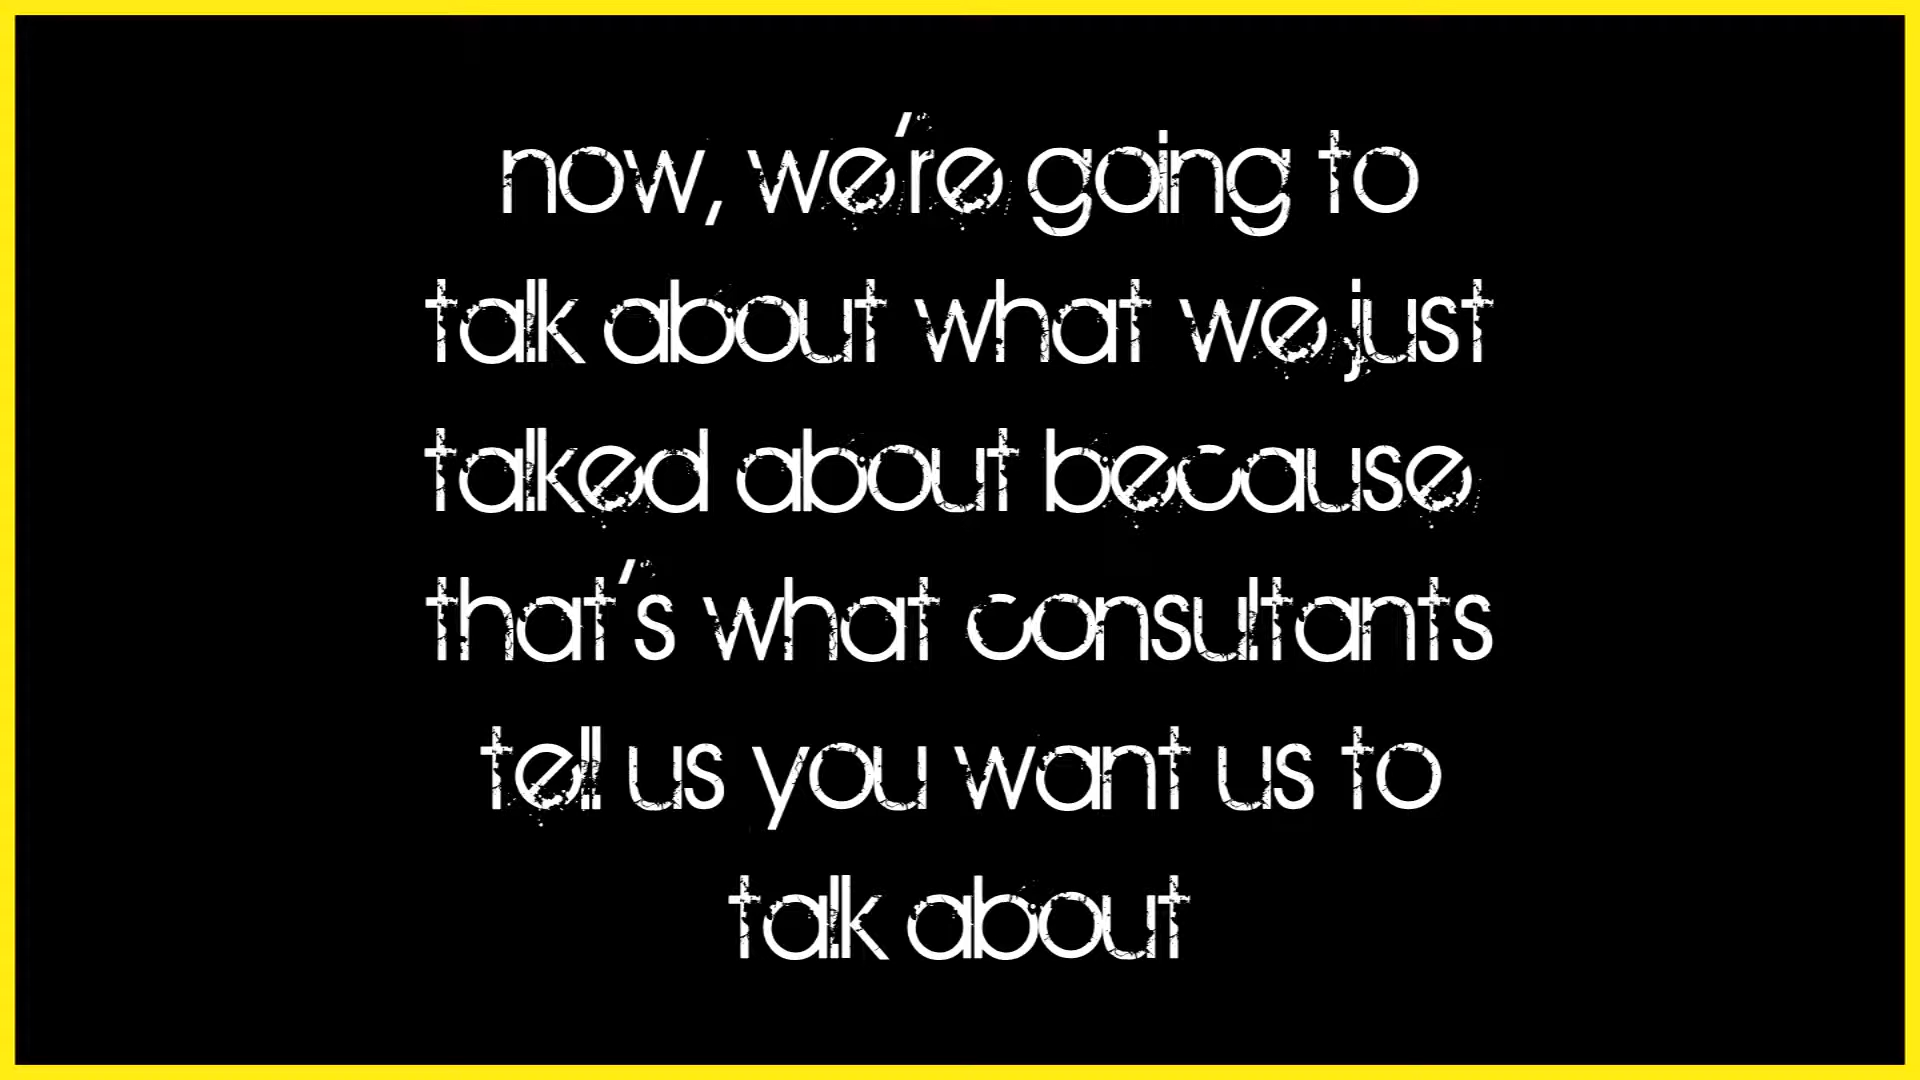 now, we're going to
talk about what we just
talked about because
that's what consultants
tell us you want us to
talk about